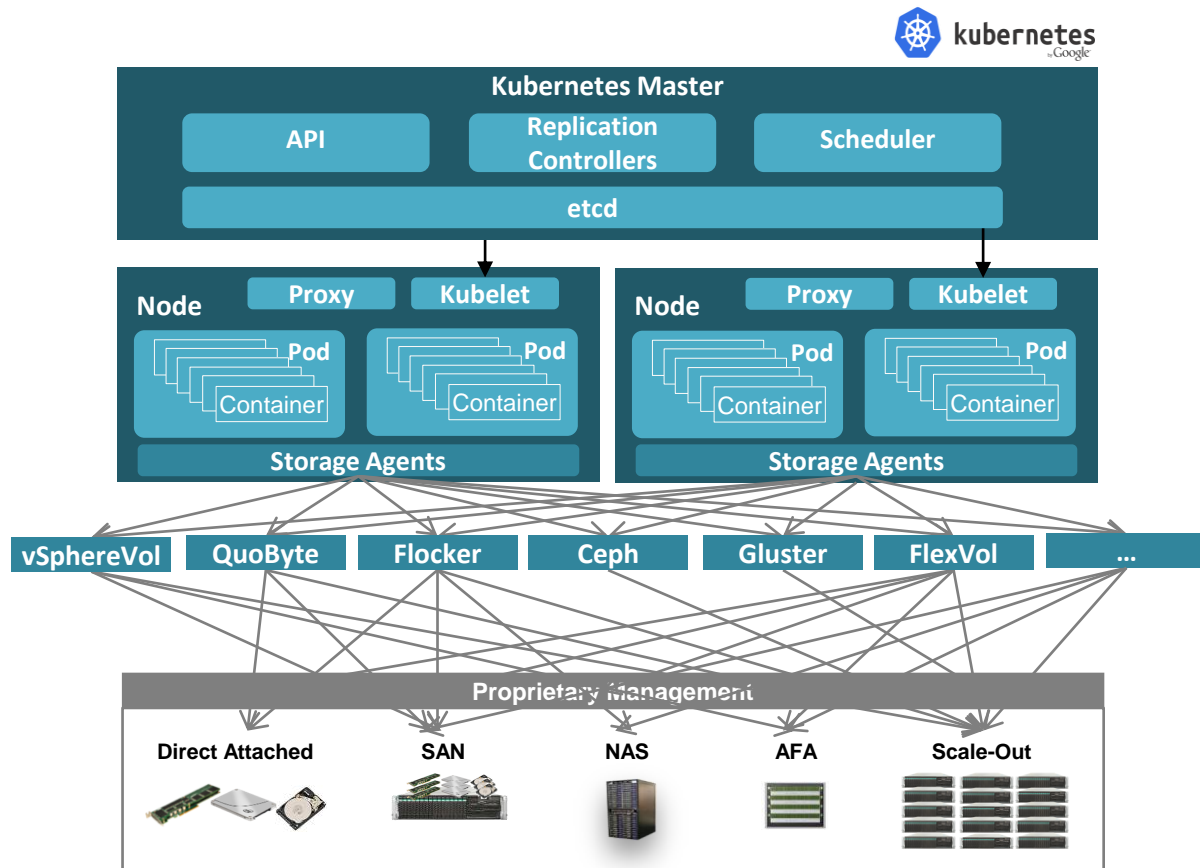 kubernetes
by Google
Kubernetes Master
API
Replication
Controllers
Scheduler
etcd
Node
Proxy
Kubelet
Pod
Container
Pod
Container
Storage Agents
Node
Proxy
Kubelet
Pod
Container
Pod
Container
Storage Agents
vSphereVol
QuoByte
Flocker
Ceph
Gluster
FlexVol
...
Proprietary Management
Direct Attached
SAN
NAS
AFA
Scale-Out